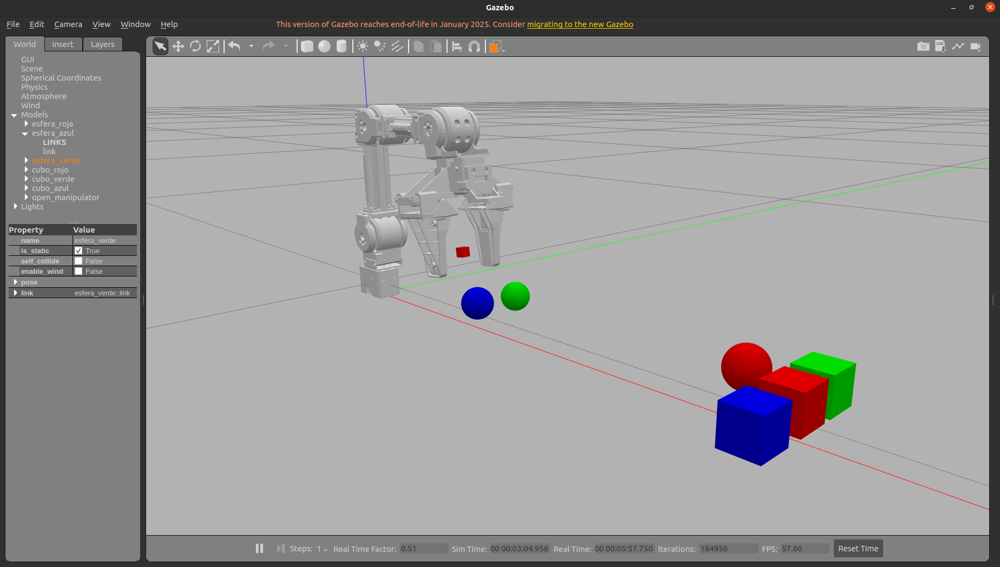 Gazebo
File Edit Camera View Window Help
This version of Gazebo reaches end-of-life in January 2025. Consider migrating to the new Gazebo
World Insert Layers
LOG
GUI
Scene
Spherical Coordinates
Physics
Atmosphere
Wind
Models
esfera_roja
esfera_azul
LINKS
link
esfera_verde
cubo_rojo
cubo_verde
cubo_azul
open_manipulator
Lights
Property Value
name esfera_verde
is_static True
self_collide False
enable_wind False
pose
link esfera_verde::link
Steps: 1 Real Time Factor: 0.51 Sim Time: 00 00:03:04.956 Real Time: 00 00:05:57.750 Iterations: 184956 FPS: 57.60 Reset Time